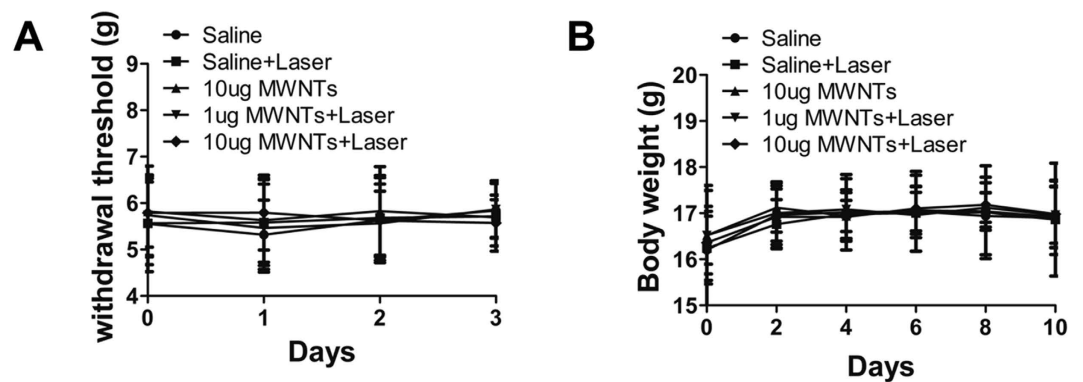 A
withdrawal threshold (g)
Saline
Saline+Laser
10ug MWNTs
1ug MWNTs+Laser
10ug MWNTs+Laser
9
8
7
6
5
4
0
1
2
3
Days
B
Body weight (g)
Saline
Saline+Laser
10ug MWNTs
1ug MWNTs+Laser
10ug MWNTs+Laser
20
19
18
17
16
15
0
2
4
6
8
10
Days